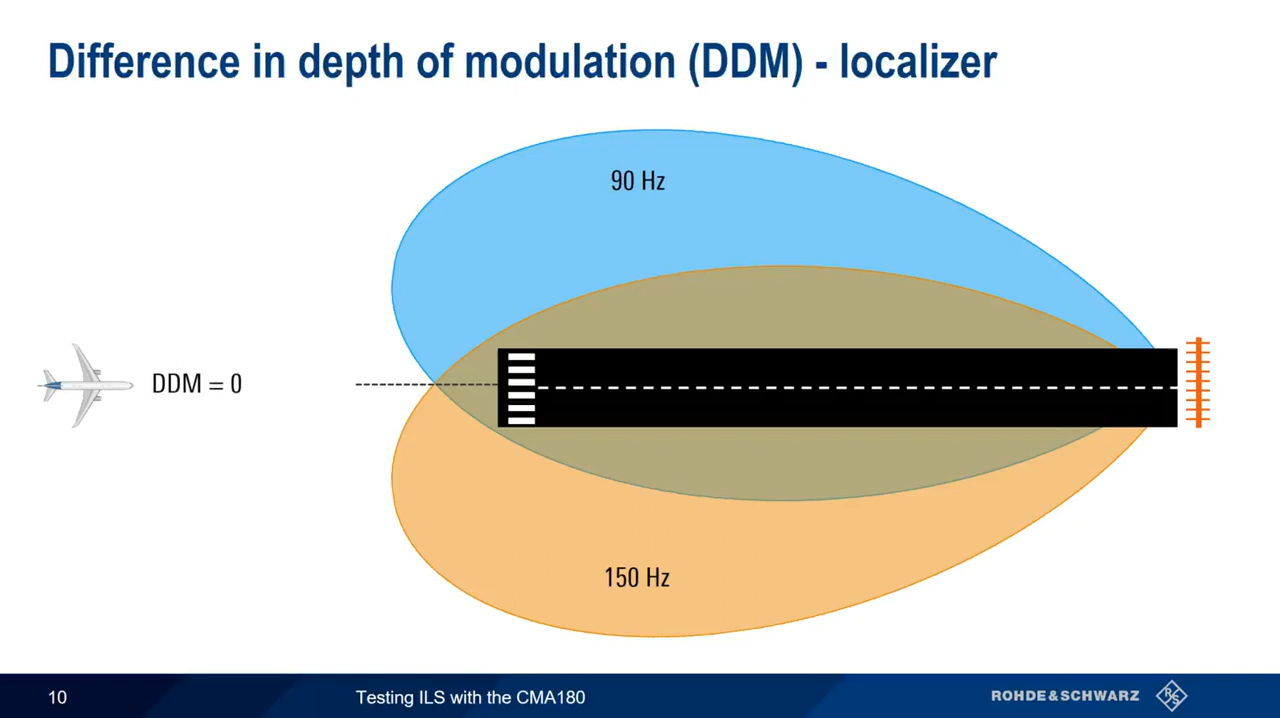 Difference in depth of modulation (DDM) - localizer
90 Hz
DDM = 0
150 Hz
10
Testing ILS with the CMA180
ROHDE&SCHWARZ
R S